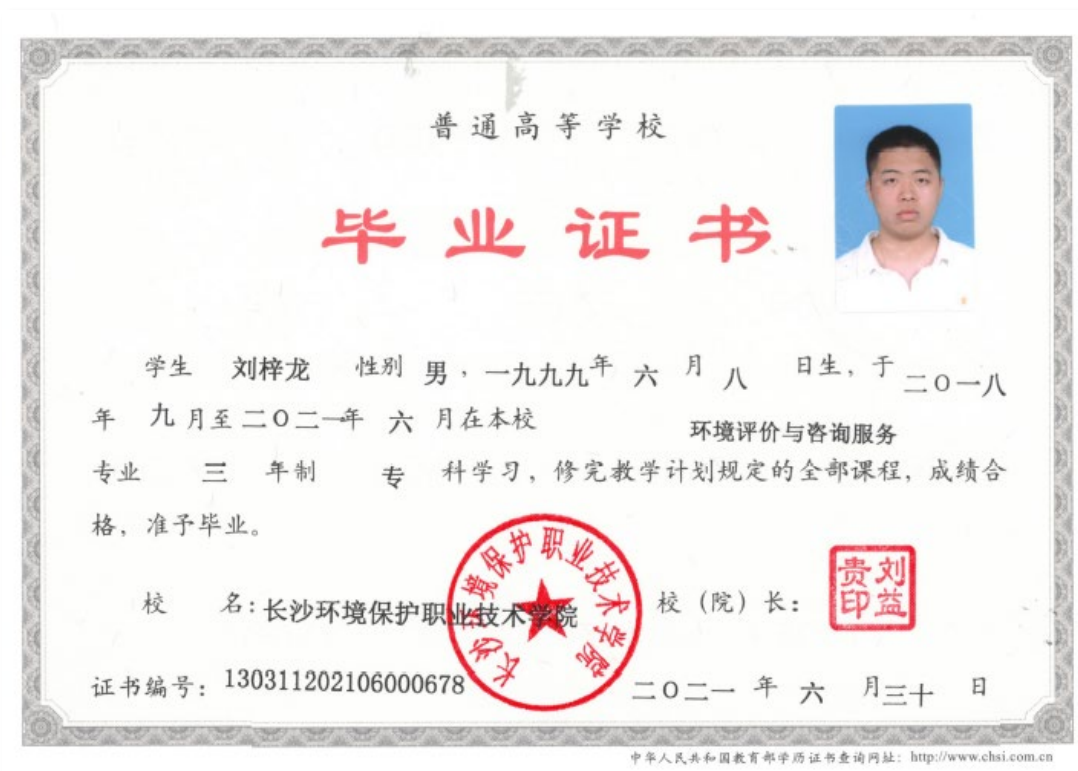 普通高等学校
毕业证书
学生 刘梓龙 性别 男，一九九九年 六 月 八 日生，于 二〇一八
年 九 月至 二〇二一年 六 月在本校 环境评价与咨询服务
专业 三 年制 专 科学习，修完教学计划规定的全部课程，成绩合
格，准予毕业。
长沙环境保护职业技术学院
刘益贵印
校 名：长沙环境保护职业技术学院 校（院）长：
证书编号：130311202106000678 二〇二一 年 六 月三十 日
中华人民共和国教育部学历证书查询网址：http://www.chsi.com.cn